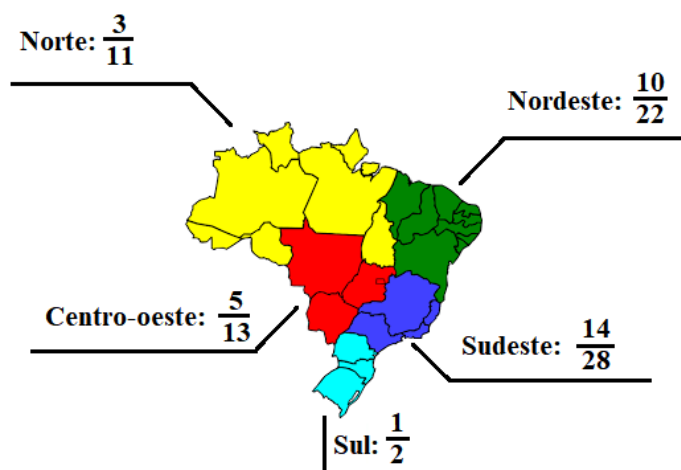 Norte: 3/11
Nordeste: 10/22
Centro-oeste: 5/13
Sudeste: 14/28
Sul: 1/2